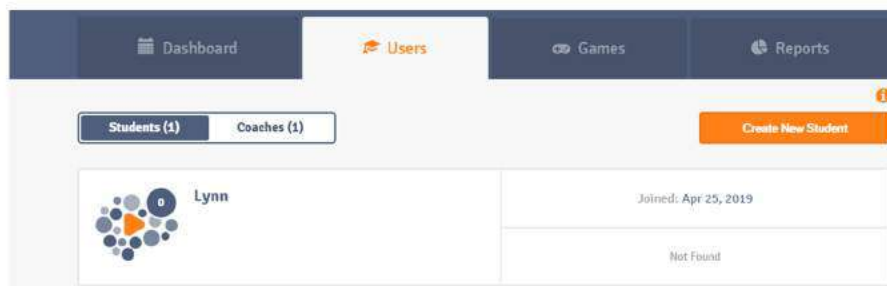 Dashboard
Users
Games
Reports
Students (1)
Coaches (1)
Create New Student
0
Lynn
Joined: Apr 25, 2019
Not Found